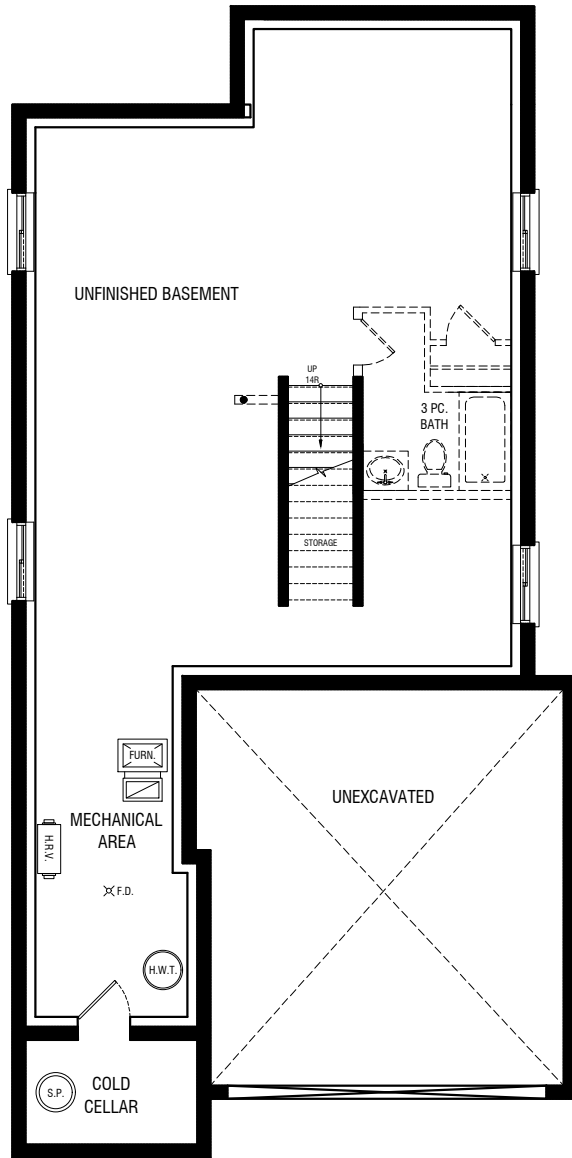 UNFINISHED BASEMENT
UP
14R
3 PC.
BATH
STORAGE
FURN.
UNEXCAVATED
MECHANICAL
AREA
H.R.V.
F.D.
H.W.T.
S.P.
COLD
CELLAR